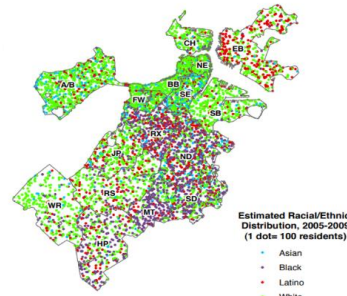 CH
EB
NE
A/B
BB
SE
FW
SB
RX
JP
ND
RS
WR
SD
MT
HP
Estimated Racial/Ethnic
Distribution, 2005-2009
(1 dot= 100 residents)
Asian
Black
Latino
White